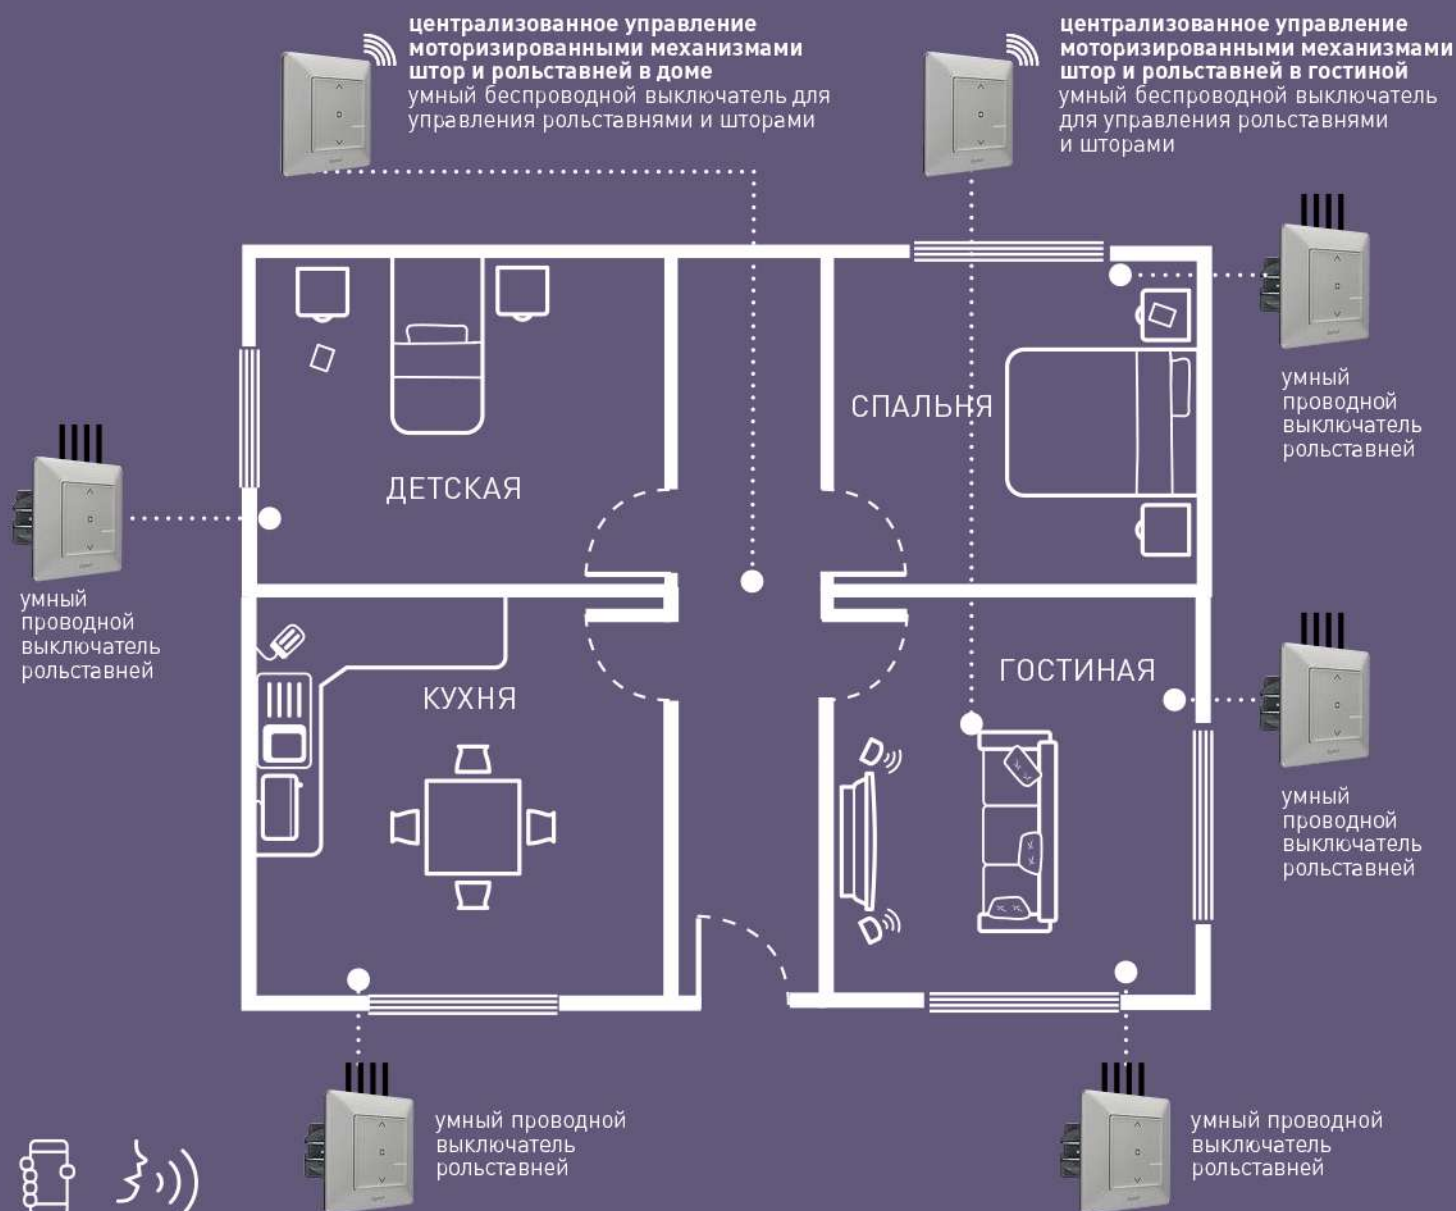 централизованное управление
моторизированными механизмами
штор и рольставней в доме
умный беспроводной выключатель для
управления рольставнями и шторами
централизованное управление
моторизированными механизмами
штор и рольставней в гостиной
умный беспроводной выключатель
для управления рольставнями
и шторами
умный
проводной
выключатель
рольставней
СПАЛЬНЯ
ДЕТСКАЯ
умный
проводной
выключатель
рольставней
КУХНЯ
ГОСТИНАЯ
умный
проводной
выключатель
рольставней
умный проводной
выключатель
рольставней
умный проводной
выключатель
рольставней